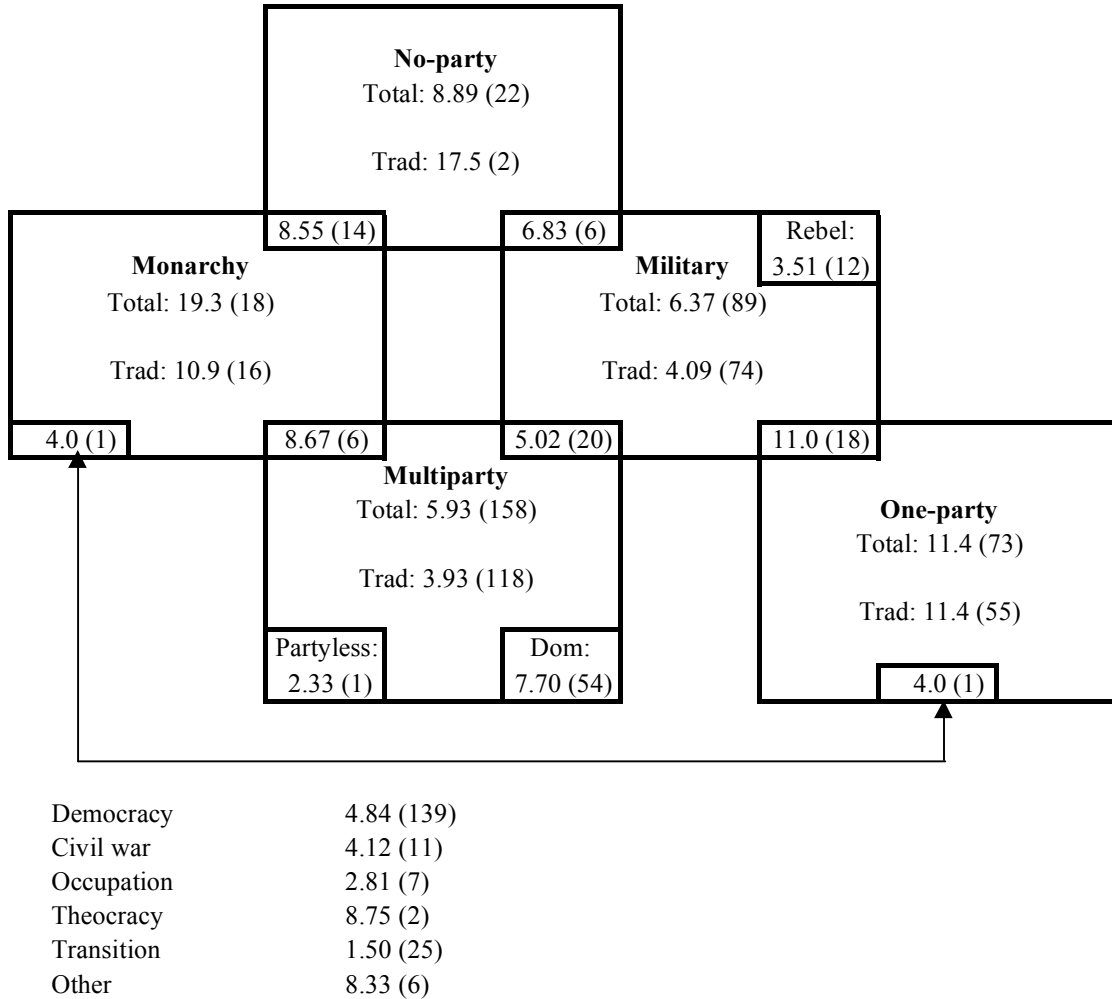 No-party
Total: 8.89 (22)
Trad: 17.5 (2)
8.55 (14)
6.83 (6)
Rebel:
3.51 (12)
Monarchy
Total: 19.3 (18)
Trad: 10.9 (16)
Military
Total: 6.37 (89)
Trad: 4.09 (74)
4.0 (1)
8.67 (6)
5.02 (20)
11.0 (18)
Multiparty
Total: 5.93 (158)
Trad: 3.93 (118)
Partyless:
2.33 (1)
Dom:
7.70 (54)
One-party
Total: 11.4 (73)
Trad: 11.4 (55)
4.0 (1)
Democracy 4.84 (139)
Civil war 4.12 (11)
Occupation 2.81 (7)
Theocracy 8.75 (2)
Transition 1.50 (25)
Other 8.33 (6)